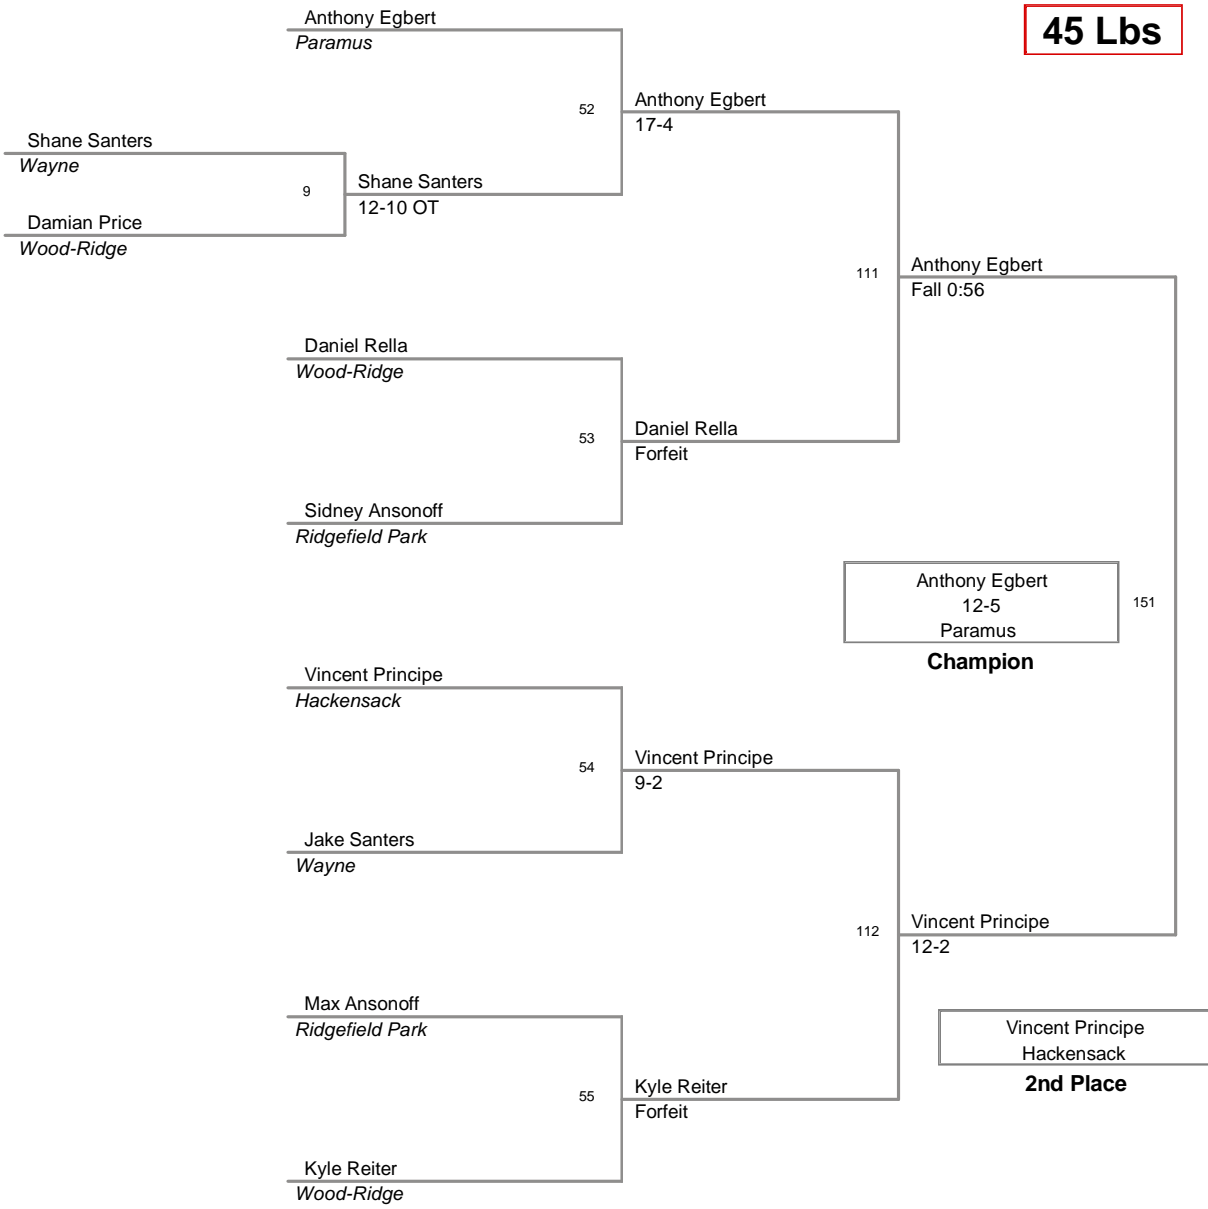 Anthony Egbert
Paramus
45 Lbs
52
Anthony Egbert
17-4
Shane Santers
Wayne
9
Shane Santers
12-10 OT
Damian Price
Wood-Ridge
111
Anthony Egbert
Fall 0:56
Daniel Rella
Wood-Ridge
53
Daniel Rella
Forfeit
Sidney Ansonoff
Ridgefield Park
Anthony Egbert
12-5
Paramus
151
Champion
Vincent Principe
Hackensack
54
Vincent Principe
9-2
Jake Santers
Wayne
112
Vincent Principe
12-2
Max Ansonoff
Ridgefield Park
Vincent Principe
Hackensack
2nd Place
55
Kyle Reiter
Forfeit
Kyle Reiter
Wood-Ridge